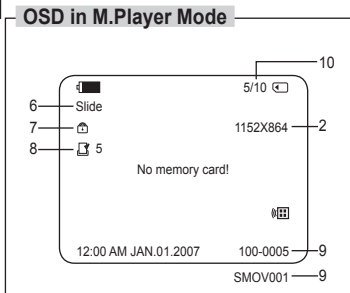 OSD in M.Player Mode
10
5/10
6 Slide
7
1152X864 2
8 5
No memory card!
12:00 AM JAN.01.2007 100-0005 9
SMOV001 9